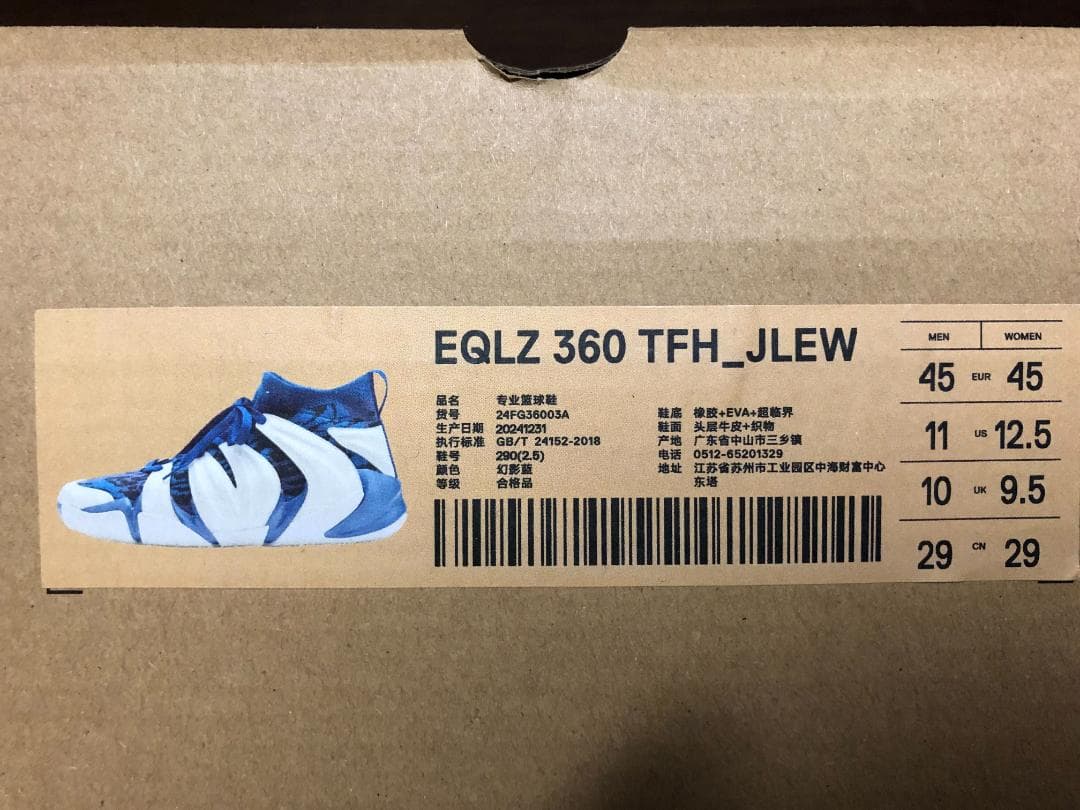 EQLZ 360 TFH_JLEW
品名 专业篮球鞋
货号 24FG36003A
生产日期 20241231
执行标准 GB/T 24152-2018
鞋号 290(2.5)
颜色 幻影蓝
等级 合格品
鞋底 橡胶+EVA+超临界
鞋面 头层牛皮+织物
产地 广东省中山市三乡镇
电话 0512-65201329
地址 江苏省苏州市工业园区中海财富中心
东塔
MEN WOMEN
45 EUR 45
11 US 12.5
10 UK 9.5
29 CN 29